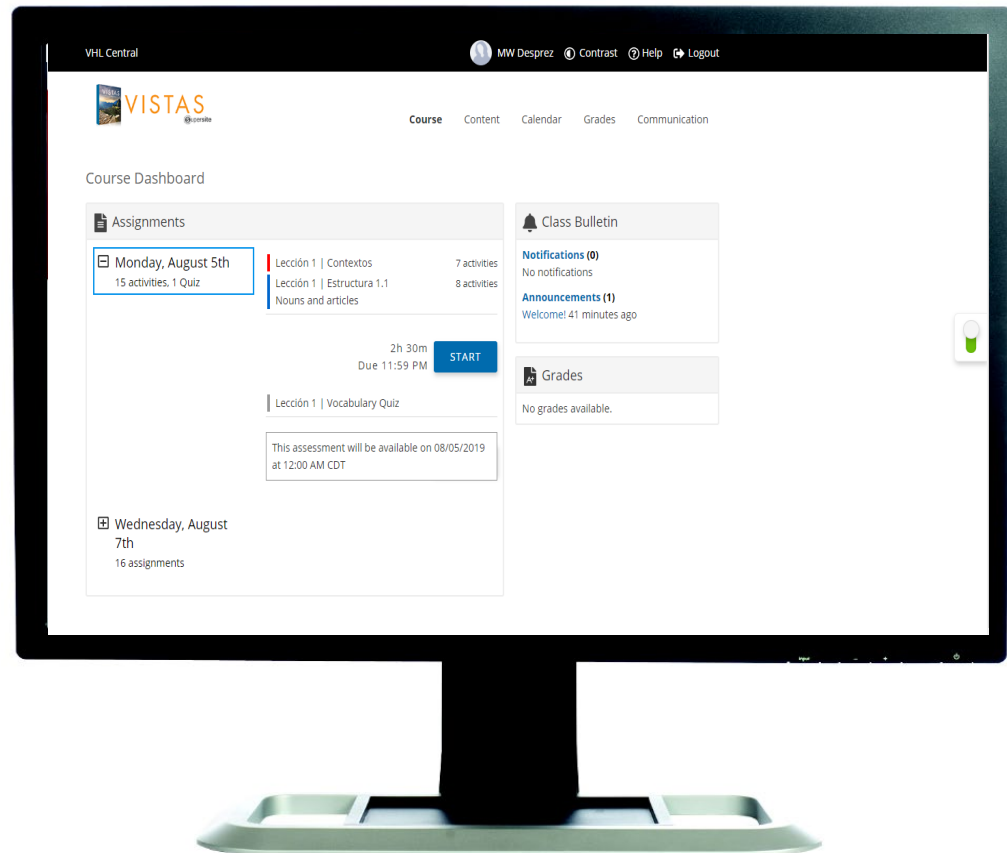 VHL Central
MW Desprez Contrast Help Logout
VISTAS
supersite
Course Content Calendar Grades Communication
Course Dashboard
Assignments
Monday, August 5th
15 activities, 1 Quiz
Lección 1 | Contextos 7 activities
Lección 1 | Estructura 1.1 8 activities
Nouns and articles
2h 30m
Due 11:59 PM
START
Lección 1 | Vocabulary Quiz
This assessment will be available on 08/05/2019
at 12:00 AM CDT
Wednesday, August
7th
16 assignments
Class Bulletin
Notifications (0)
No notifications
Announcements (1)
Welcome! 41 minutes ago
A+ Grades
No grades available.
input - +